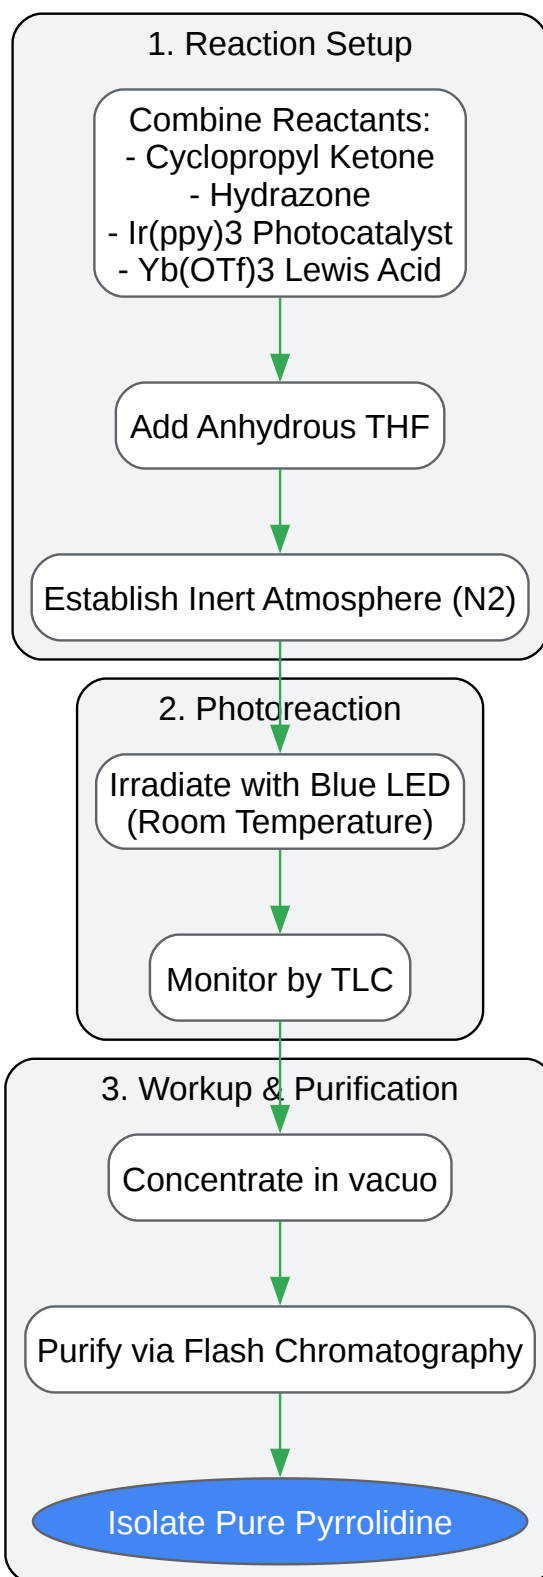 1. Reaction Setup
Combine Reactants:
- Cyclopropyl Ketone
- Hydrazone
- Ir(ppy)3 Photocatalyst
- Yb(OTf)3 Lewis Acid
Add Anhydrous THF
Establish Inert Atmosphere (N2)
2. Photoreaction
Irradiate with Blue LED
(Room Temperature)
Monitor by TLC
3. Workup & Purification
Concentrate in vacuo
Purify via Flash Chromatography
Isolate Pure Pyrrolidine